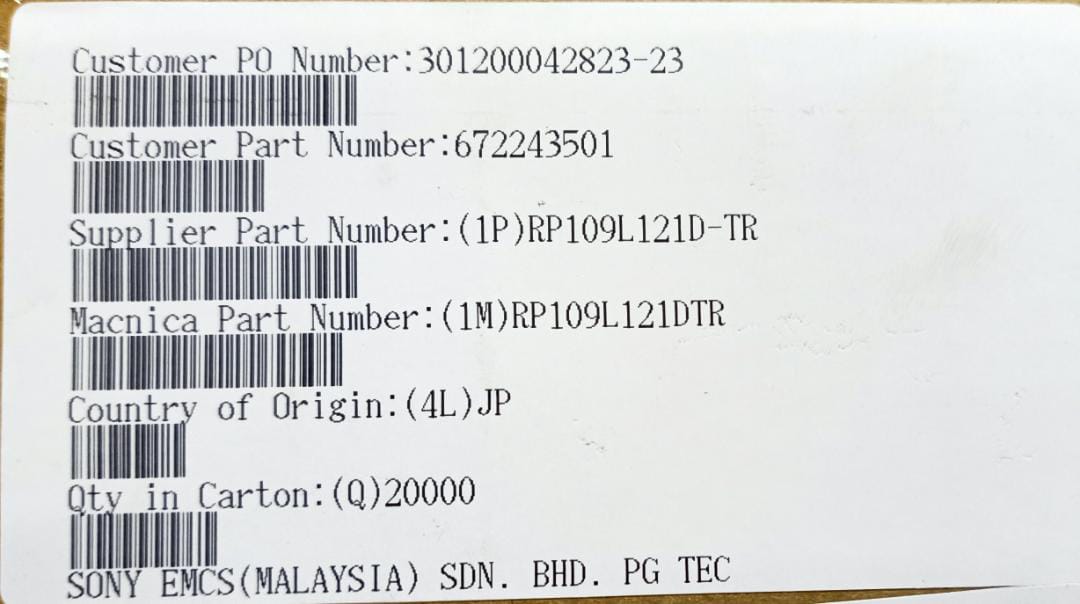 Customer PO Number:301200042823-23
Customer Part Number:672243501
Supplier Part Number:(1P)RP109L121D-TR
Macnica Part Number:(1M)RP109L121DTR
Country of Origin:(4L)JP
Qty in Carton:(Q)20000
SONY EMCS(MALAYSIA) SDN. BHD. PG TEC